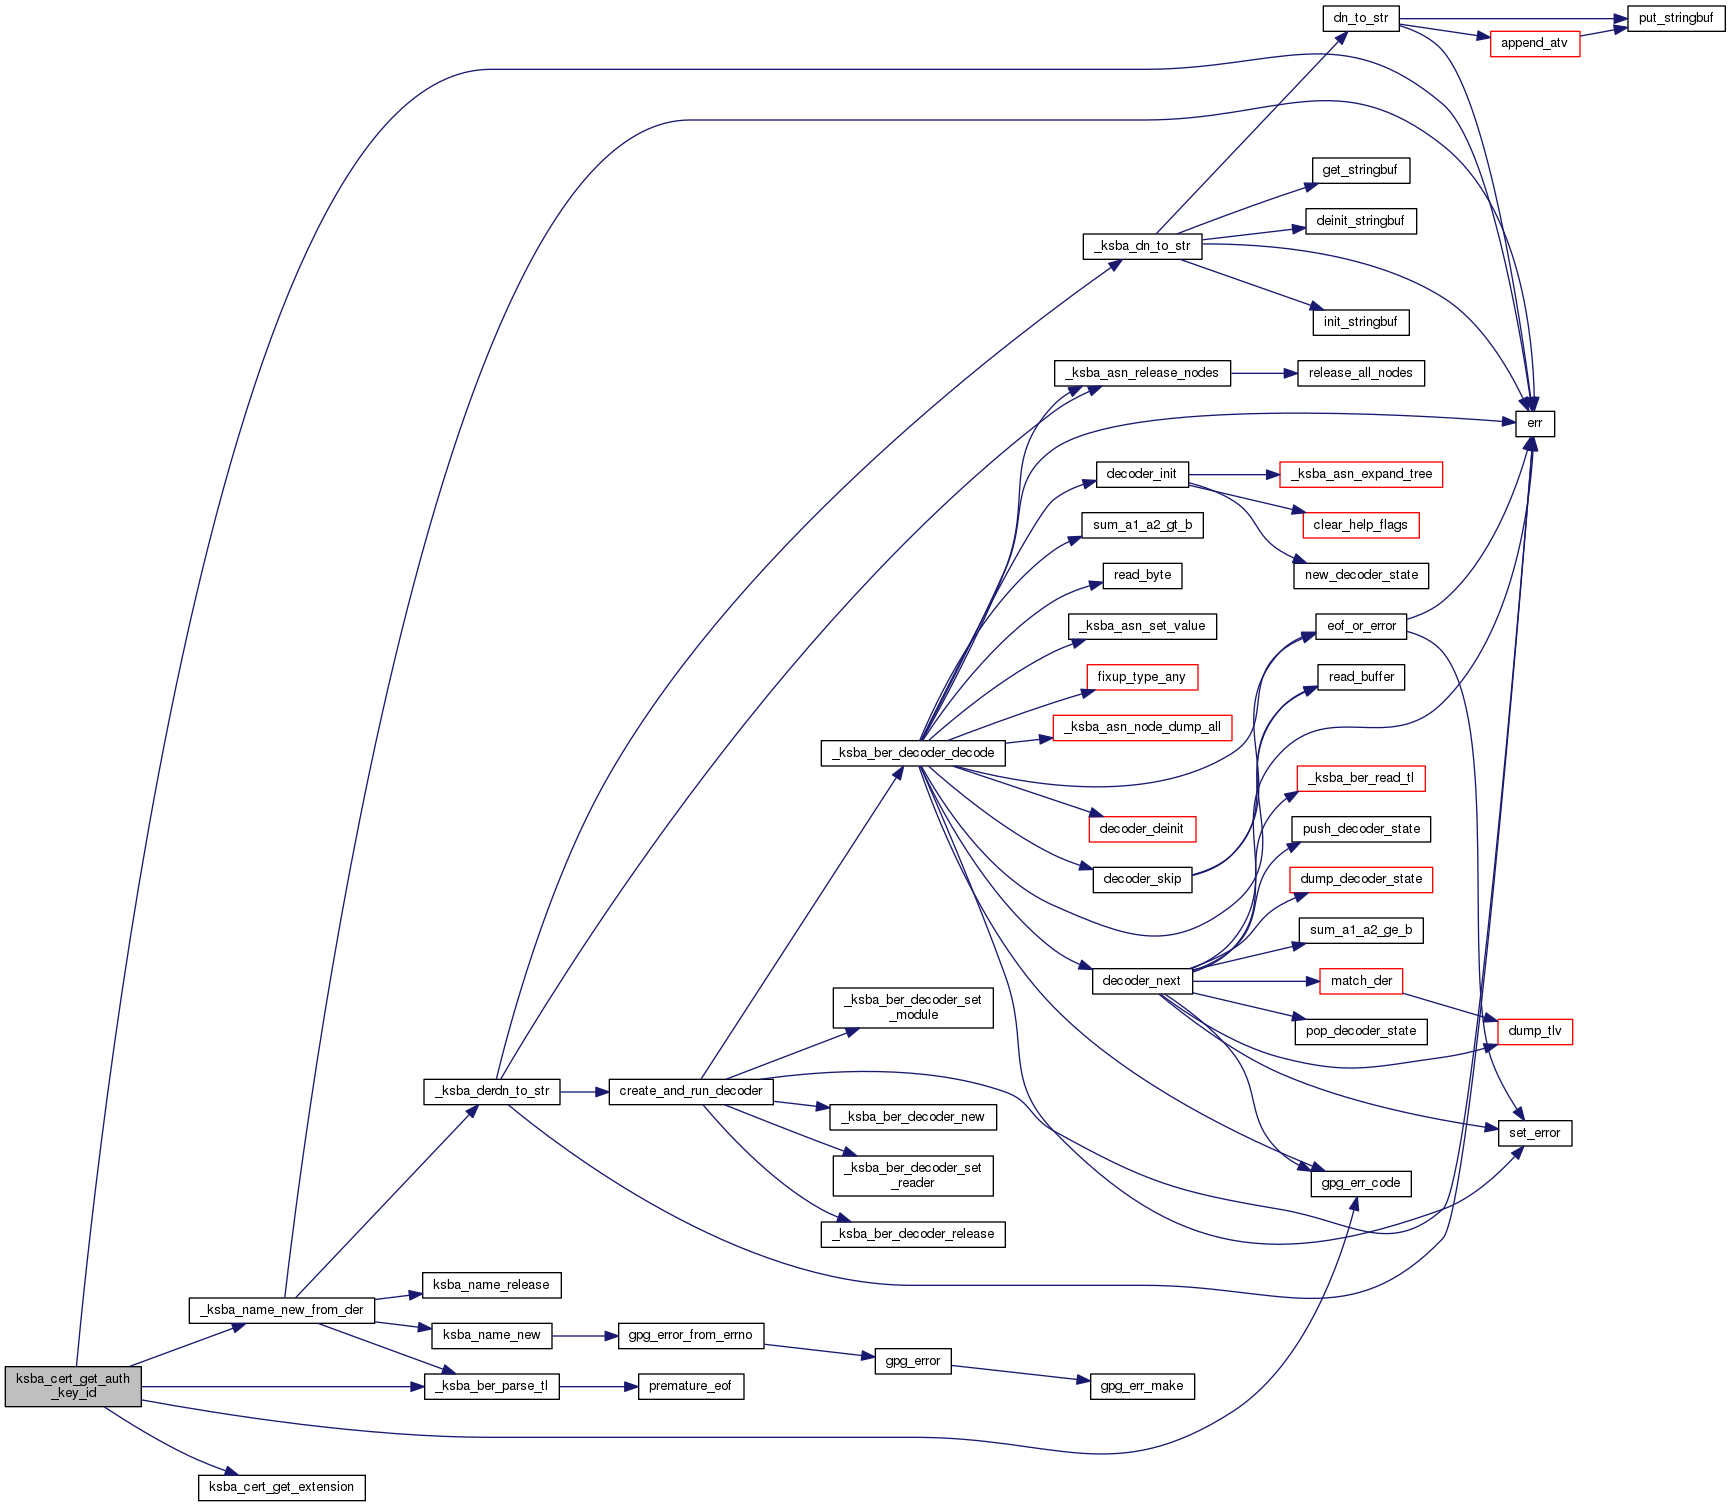 dn_to_str
put_stringbuf
append_atv
get_stringbuf
deinit_stringbuf
_ksba_dn_to_str
init_stringbuf
_ksba_asn_release_nodes
release_all_nodes
err
decoder_init
_ksba_asn_expand_tree
sum_a1_a2_gt_b
clear_help_flags
read_byte
new_decoder_state
_ksba_asn_set_value
eof_or_error
fixup_type_any
read_buffer
_ksba_asn_node_dump_all
_ksba_ber_decoder_decode
_ksba_ber_read_tl
decoder_deinit
push_decoder_state
decoder_skip
dump_decoder_state
sum_a1_a2_ge_b
decoder_next
match_der
_ksba_ber_decoder_set
_module
pop_decoder_state
dump_tlv
_ksba_derdn_to_str
create_and_run_decoder
_ksba_ber_decoder_new
set_error
_ksba_ber_decoder_set
_reader
gpg_err_code
_ksba_ber_decoder_release
ksba_name_release
_ksba_name_new_from_der
ksba_name_new
gpg_error_from_errno
gpg_error
ksba_cert_get_auth
_key_id
_ksba_ber_parse_tl
premature_eof
gpg_err_make
ksba_cert_get_extension